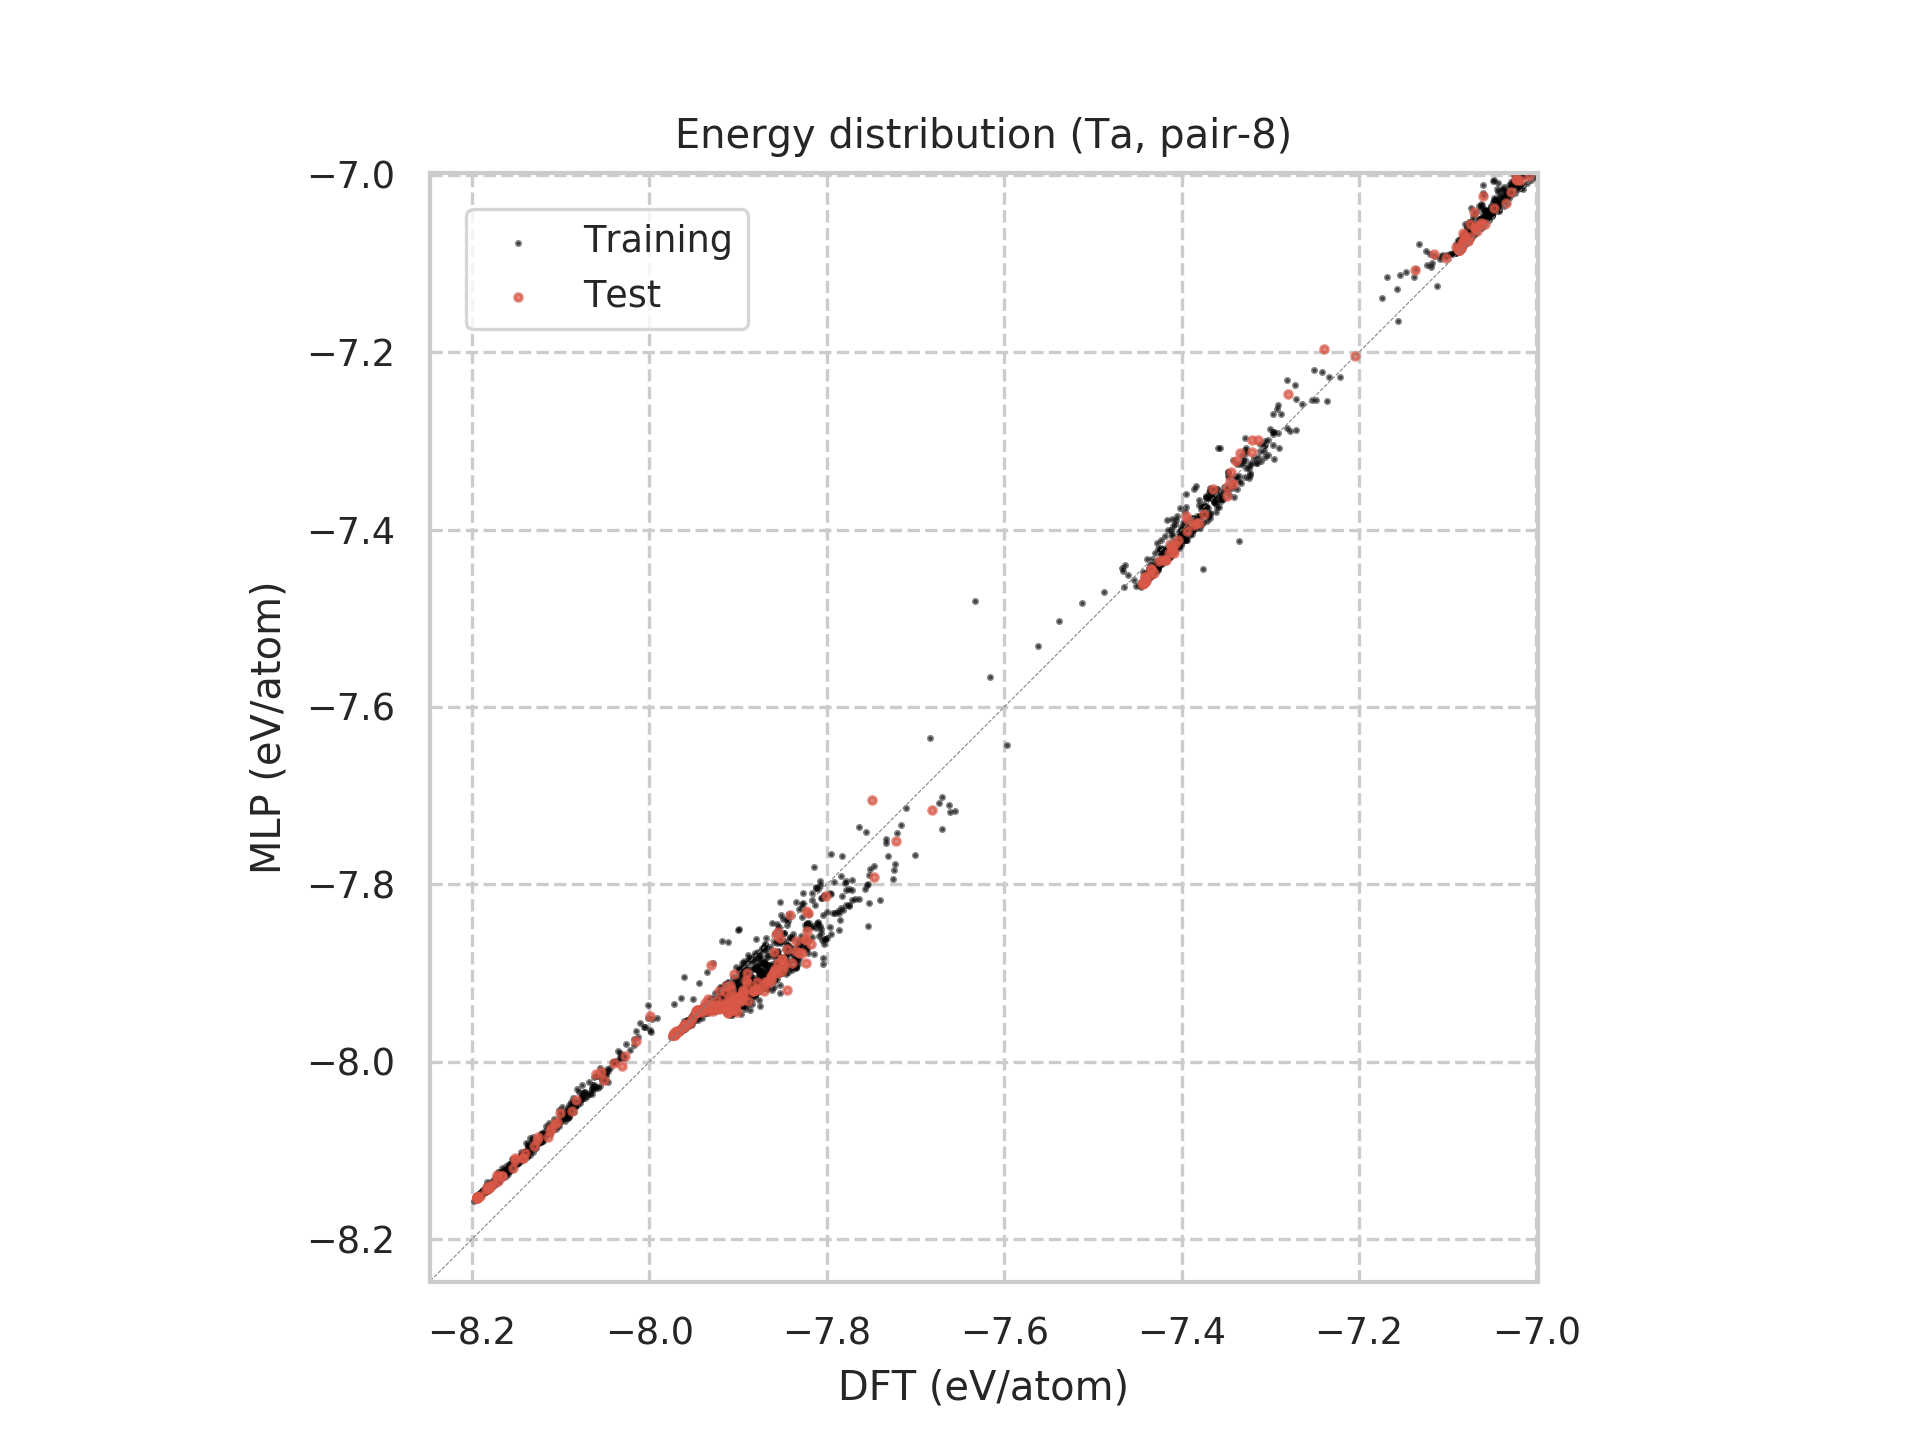 Energy distribution (Ta, pair-8)
Training
Test
MLP (eV/atom)
−7.0
−7.2
−7.4
−7.6
−7.8
−8.0
−8.2
−8.2 −8.0 −7.8 −7.6 −7.4 −7.2 −7.0
DFT (eV/atom)